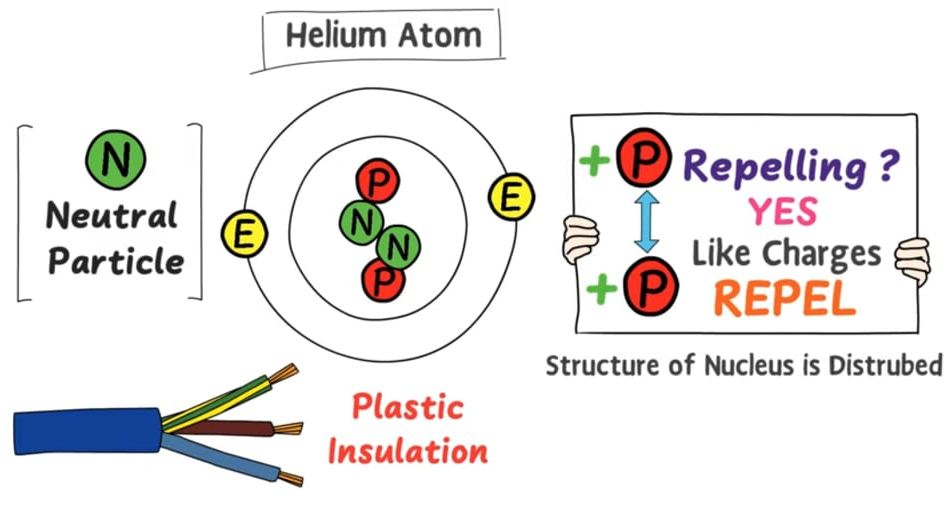 Helium Atom
N
Neutral
Particle
E
P
N
N
P
E
+ P
Repelling ?
YES
Like Charges
+ P
REPEL
Structure of Nucleus is Distrubed
Plastic
Insulation